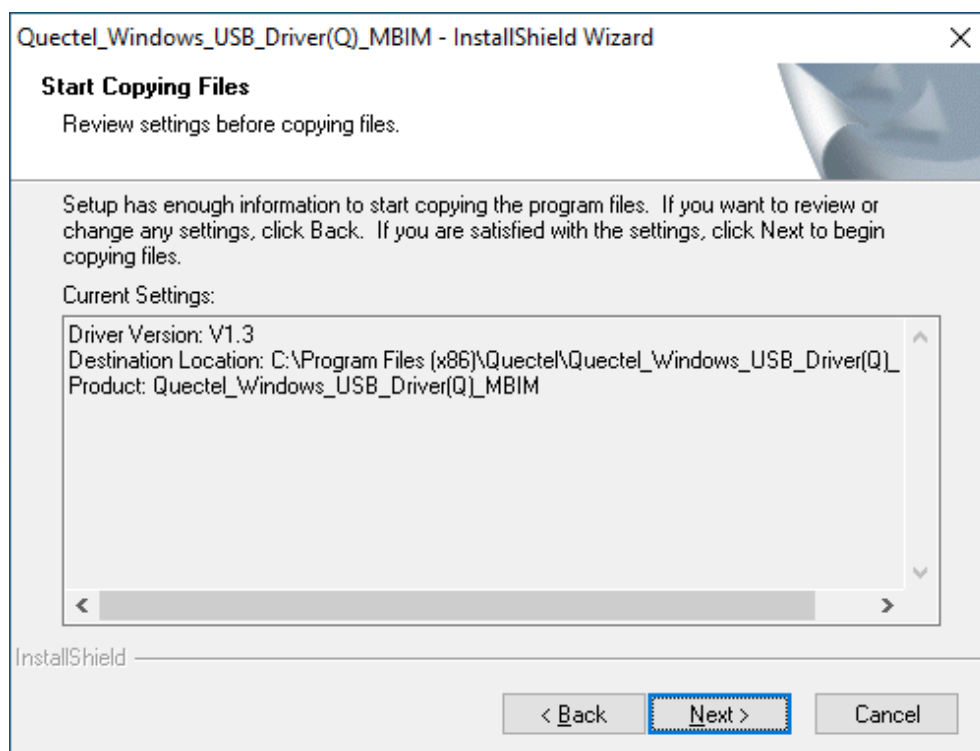 Quectel_Windows_USB_Driver(Q)_MBIM - InstallShield Wizard
Start Copying Files
Review settings before copying files.
Setup has enough information to start copying the program files. If you want to review or
change any settings, click Back. If you are satisfied with the settings, click Next to begin
copying files.
Current Settings:
Driver Version: V1.3
Destination Location: C:\Program Files (x86)\Quectel\Quectel_Windows_USB_Driver(Q)_
Product: Quectel_Windows_USB_Driver(Q)_MBIM
InstallShield
< Back Next > Cancel